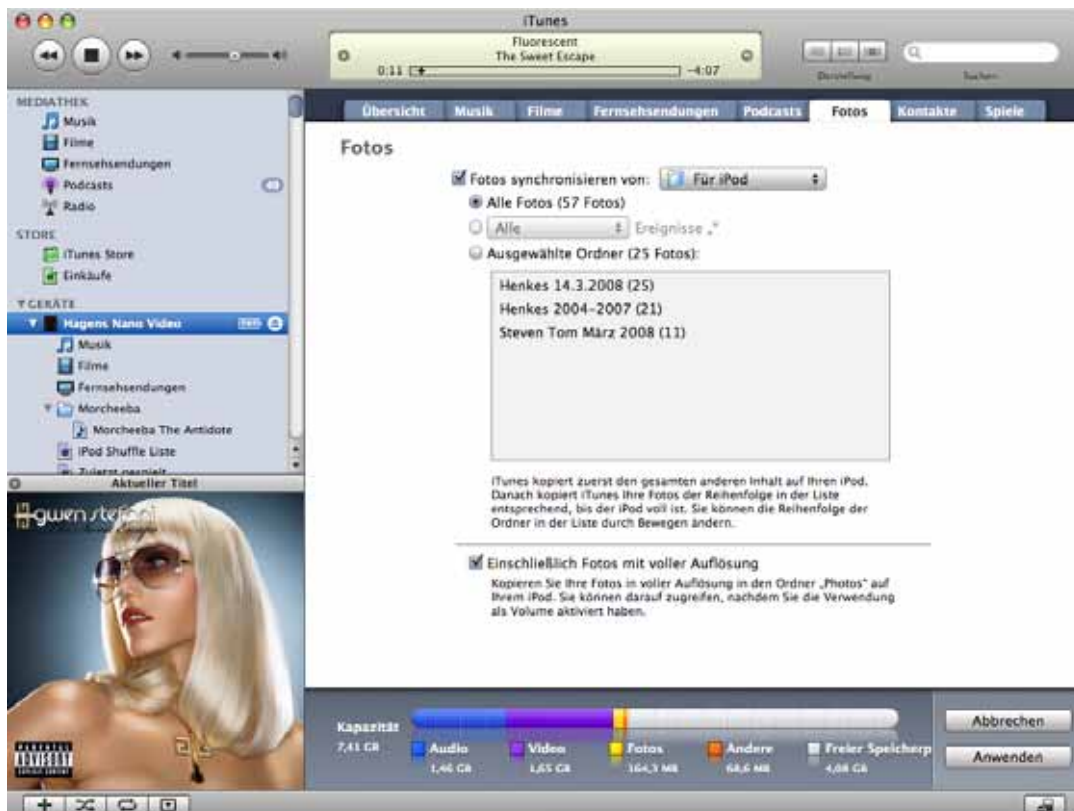 iTunes
Fluorescent
The Sweet Escape
0:11
-4:07
Darstellung
Suchen
MEDIATHEK
Musik
Filme
Fernsehsendungen
Podcasts
Radio
STORE
iTunes Store
Einkäufe
GERÄTE
Hagens Nano Video
Musik
Filme
Fernsehsendungen
Morcheeba
Morcheeba The Antidote
iPod Shuffle Liste
Zuletzt gespielt
Aktueller Titel
gwen stefani
PARENTAL
ADVISORY
EXPLICIT CONTENT
Übersicht Musik Filme Fernsehsendungen Podcasts Fotos Kontakte Spiele
Fotos
Fotos synchronisieren von: Für iPod
Alle Fotos (57 Fotos)
Alle Ereignisse „“
Ausgewählte Ordner (25 Fotos):
Henkes 14.3.2008 (25)
Henkes 2004-2007 (21)
Steven Tom März 2008 (11)
iTunes kopiert zuerst den gesamten anderen Inhalt auf Ihren iPod.
Danach kopiert iTunes Ihre Fotos der Reihenfolge in der Liste
entsprechend, bis der iPod voll ist. Sie können die Reihenfolge der
Ordner in der Liste durch Bewegen ändern.
Einschließlich Fotos mit voller Auflösung
Kopieren Sie Ihre Fotos in voller Auflösung in den Ordner „Photos“ auf
Ihrem iPod. Sie können darauf zugreifen, nachdem Sie die Verwendung
als Volume aktiviert haben.
Kapazität
7,41 GB
Audio Video Fotos Andere Freier Speicherp
1,46 GB 1,65 GB 164,3 MB 68,6 MB 4,08 GB
Abbrechen
Anwenden